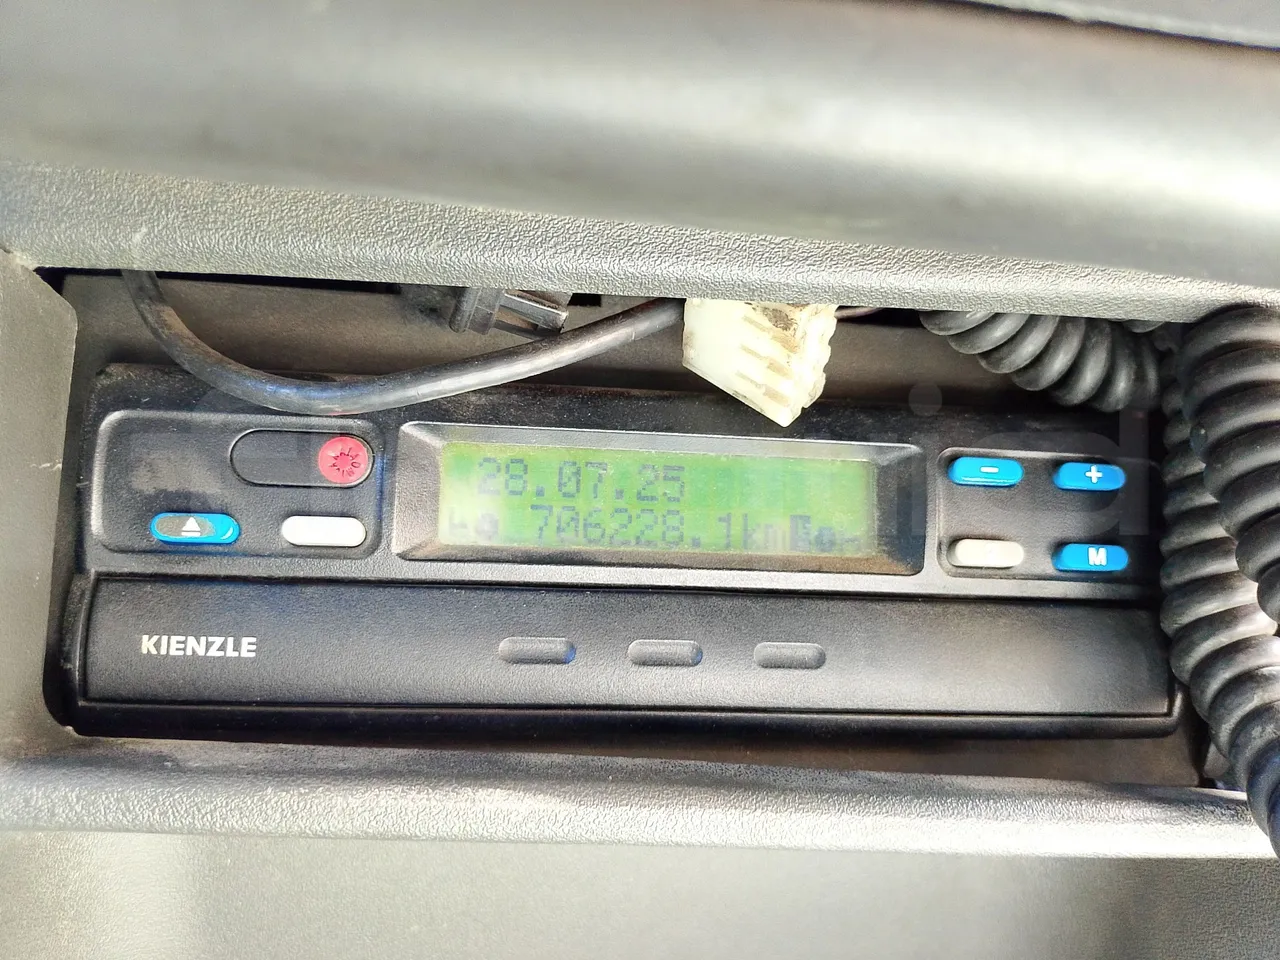 28.07.25
706228.1km
- +
M
KIENZLE